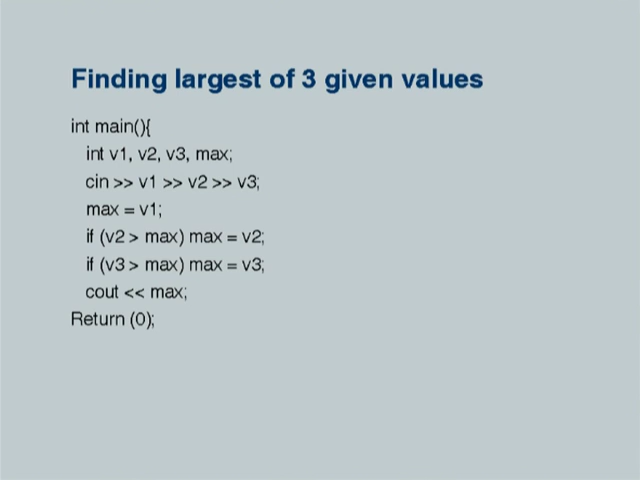 Finding largest of 3 given values
int main(){
int v1, v2, v3, max;
cin >> v1 >> v2 >> v3;
max = v1;
if (v2 > max) max = v2;
if (v3 > max) max = v3;
cout << max;
Return (0);